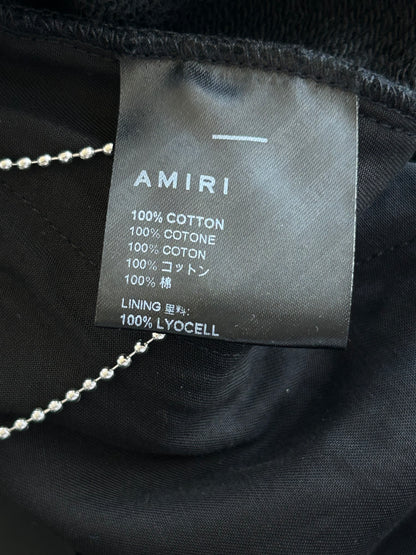 AMIRI
100% COTTON
100% COTONE
100% COTON
100% コットン
100% 棉
LINING 里料:
100% LYOCELL